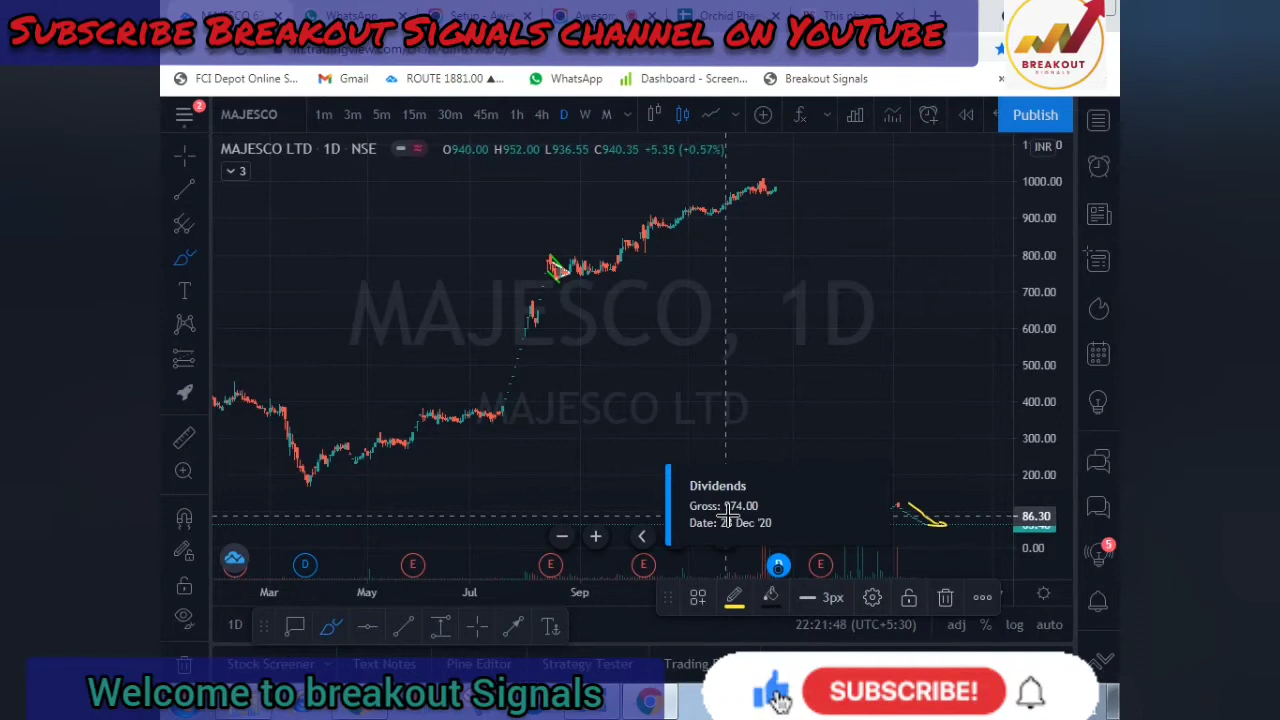 Subscribe Breakout Signals channel on YouTube
BREAKOUT
SIGNALS
FCI Depot Online S...
Gmail
ROUTE 1881.00 ▲...
WhatsApp
Dashboard - Screen...
Breakout Signals
2
MAJESCO
1m 3m 5m 15m 30m 45m 1h 4h D W M
Publish
MAJESCO LTD 1D NSE
O940.00 H952.00 L936.55 C940.35 +5.35 (+0.57%)
INR
3
1000.00
900.00
800.00
700.00
600.00
500.00
400.00
300.00
200.00
86.30
0.00
MAJESCO, 1D
MAJESCO LTD
Dividends
Gross:
Date: Dec '20
D E E E D E
5
Mar May Jul Sep
3px
1D
22:21:48 (UTC+5:30) adj % log auto
Stock Screener Text Notes Pine Editor Strategy Tester Trading
Welcome to breakout Signals
SUBSCRIBE!